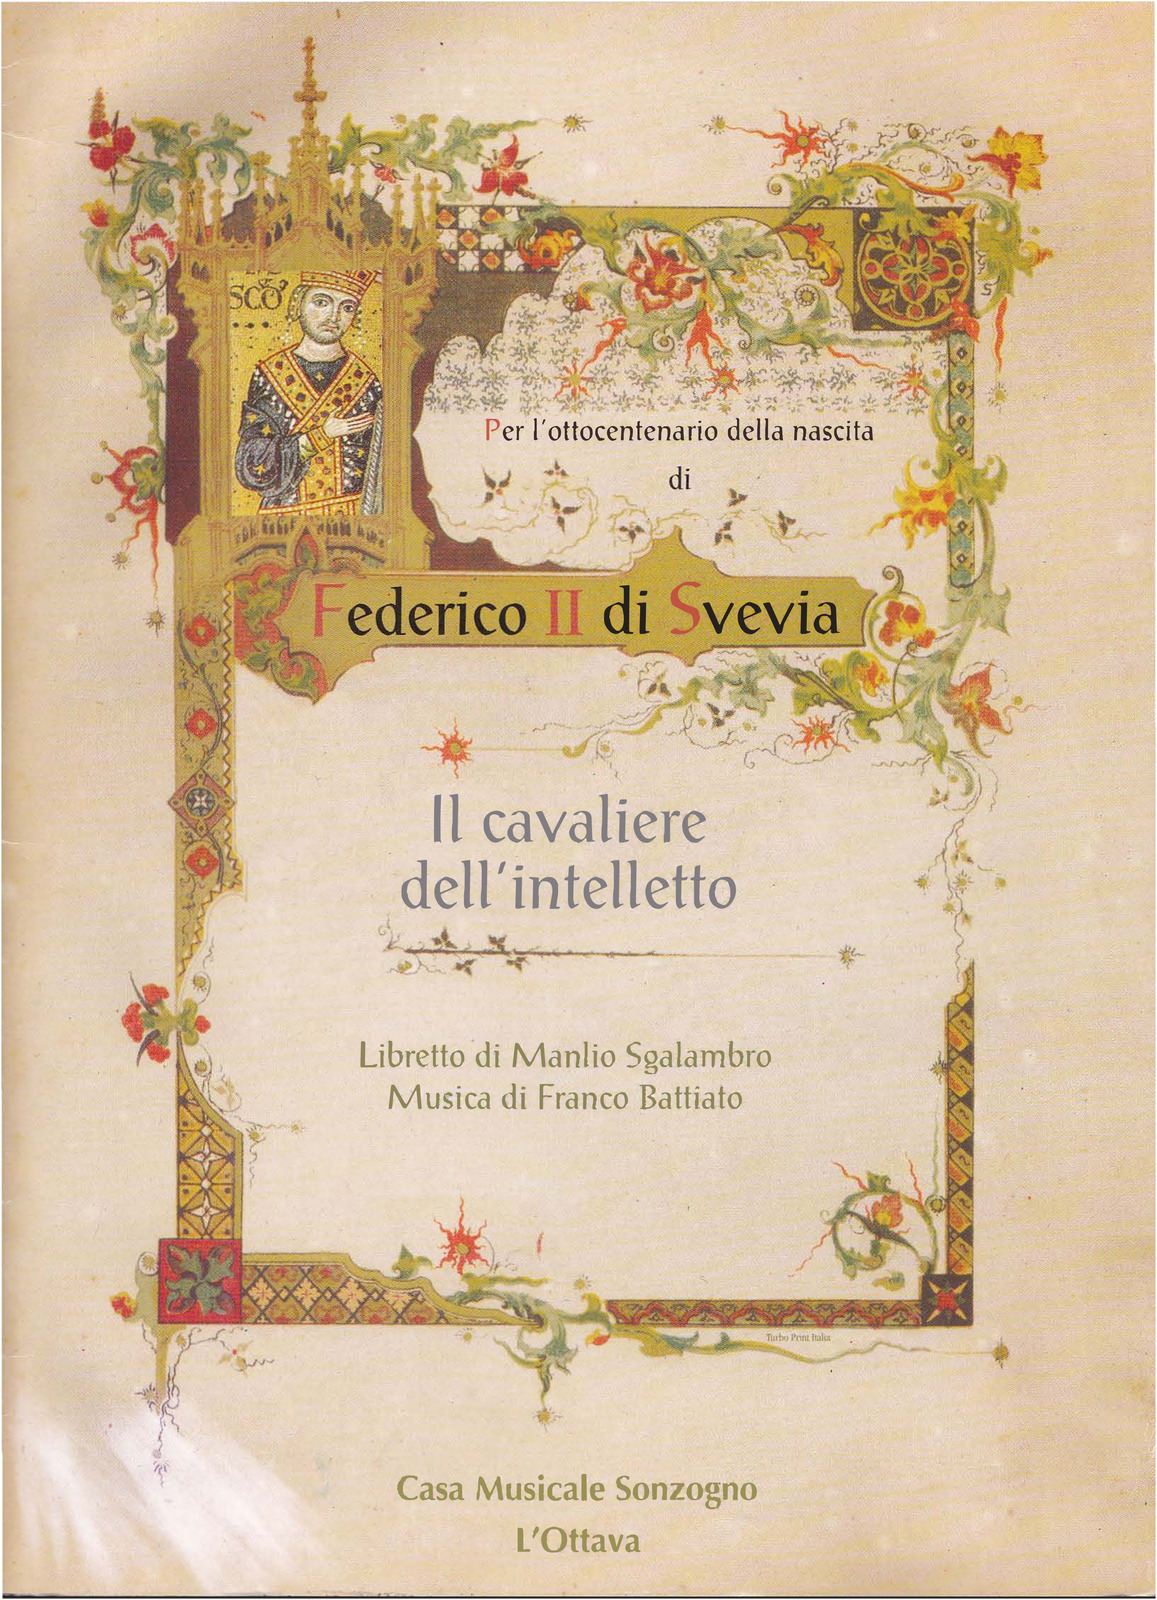 SCO
Per l'ottocentenario della nascita
di
Federico II di Svevia
Il cavaliere
dell'intelletto
Libretto di Manlio Sgalambro
Musica di Franco Battiato
Turbo Print Italia
Casa Musicale Sonzogno
L'Ottava